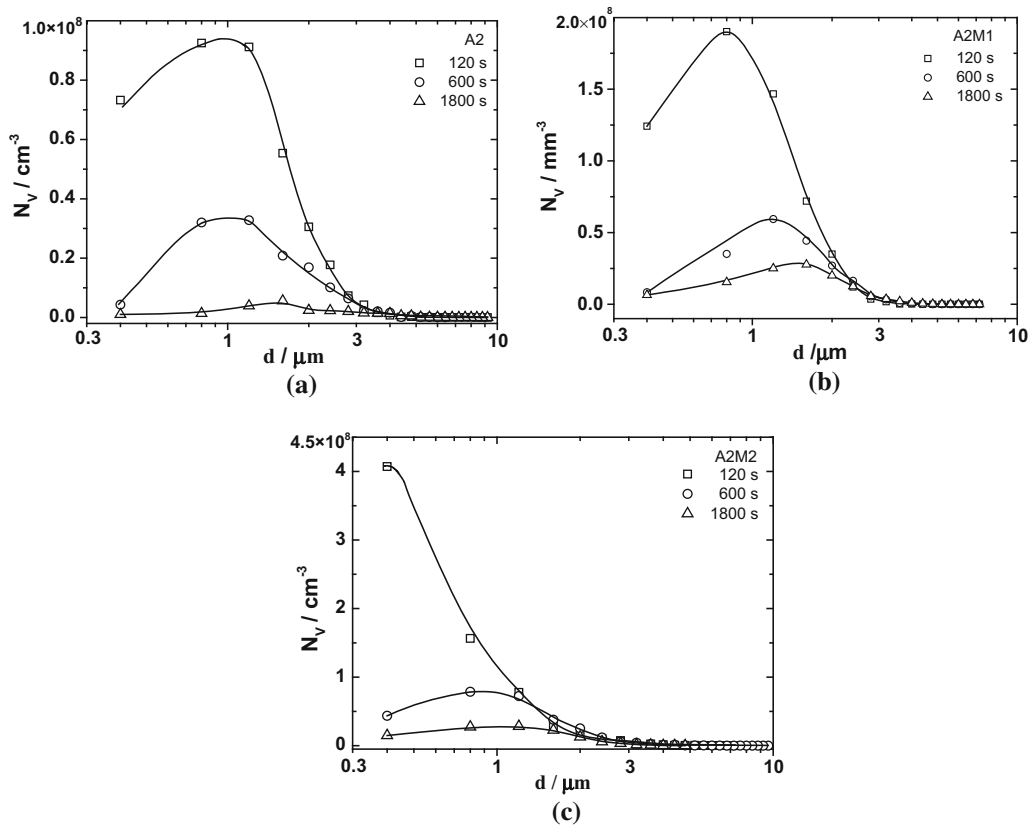 1.0×10⁸
A2
120 s
600 s
1800 s
0.8
0.6
0.4
0.2
0.0
N_V / cm⁻³
0.3
1
3
10
d / μm
(a)
2.0×10⁸
A2M1
120 s
600 s
1800 s
1.5
1.0
0.5
0.0
N_V / mm⁻³
0.3
1
3
10
d /μm
(b)
4.5×10⁸
A2M2
120 s
600 s
1800 s
4
3
2
1
0
N_V / cm⁻³
0.3
1
3
10
d / μm
(c)